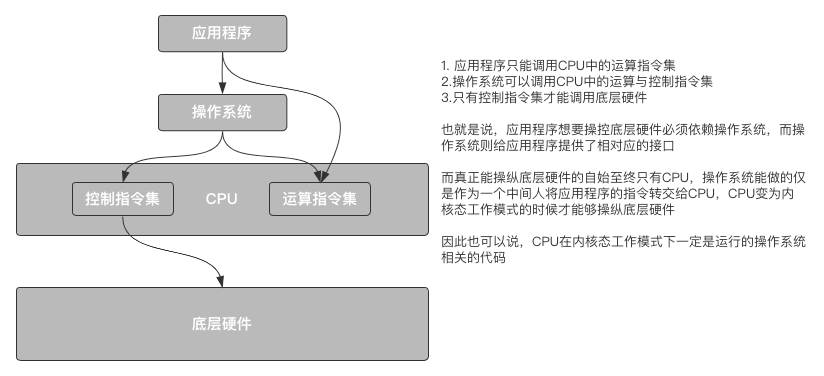 应用程序
操作系统
控制指令集
CPU
运算指令集
底层硬件
1. 应用程序只能调用CPU中的运算指令集
2.操作系统可以调用CPU中的运算与控制指令集
3.只有控制指令集才能调用底层硬件
也就是说，应用程序想要操控底层硬件必须依赖操作系统，而操
作系统则给应用程序提供了相对应的接口
而真正能操纵底层硬件的自始至终只有CPU，操作系统能做的仅
是作为一个中间人将应用程序的指令转交给CPU，CPU变为内
核态工作模式的时候才能够操纵底层硬件
因此也可以说，CPU在内核态工作模式下一定是运行的操作系统
相关的代码